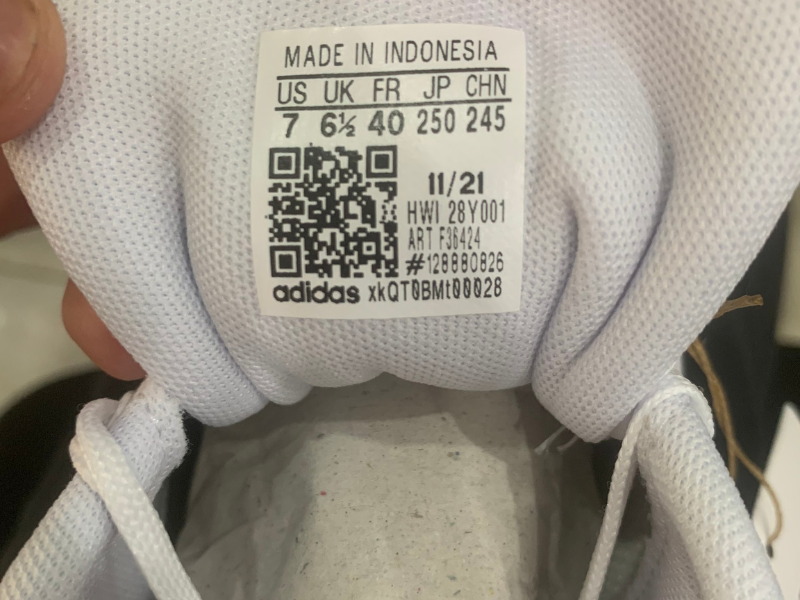 MADE IN INDONESIA
US UK FR JP CHN
7 6½ 40 250 245
11/21
HWI 28Y001
ART F36424
#128880826
adidas xkQT0BMt00028